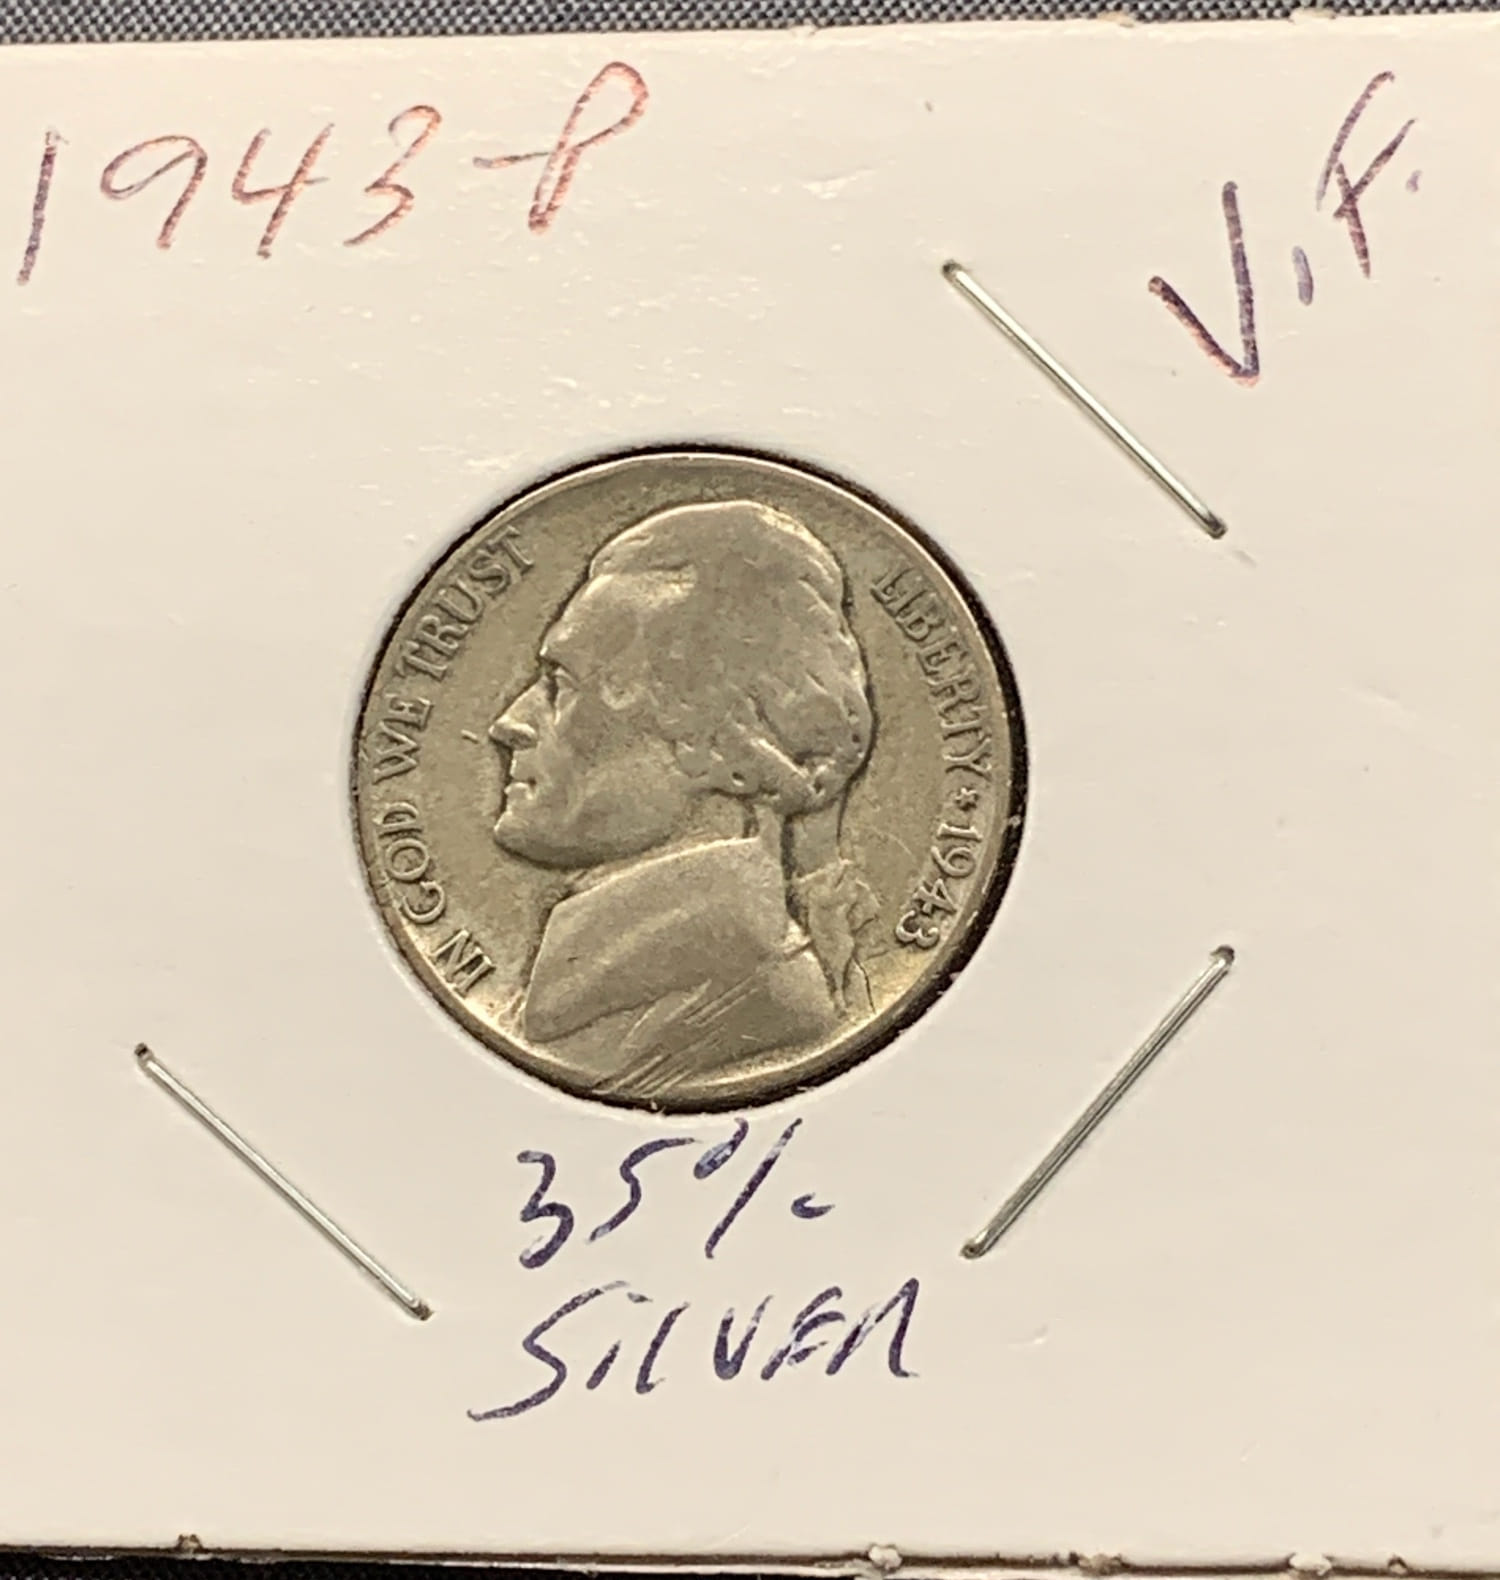 1943-P
V.F.
IN GOD WE TRUST
LIBERTY * 1943
35%
SILVER